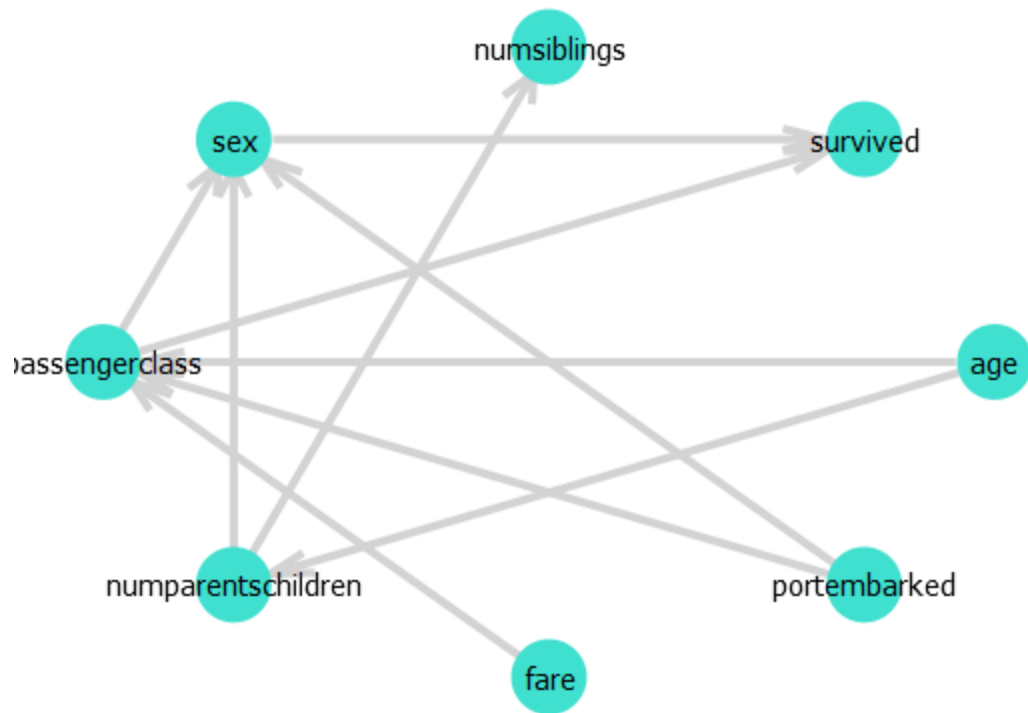 numsiblings
sex
survived
passengerclass
age
numparentschildren
portembarked
fare